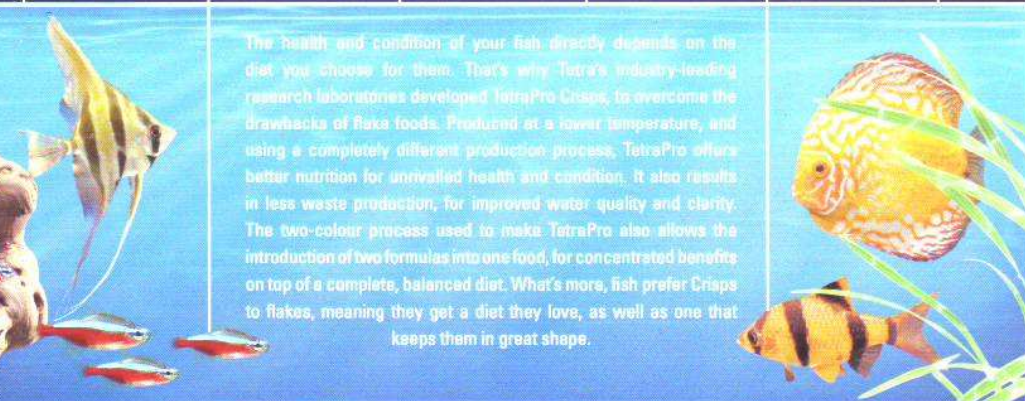 The health and condition of your fish directly depends on the
diet you choose for them. That's why Tetra's industry-leading
research laboratories developed TetraPro Crisps, to overcome the
drawbacks of flake foods. Produced at a lower temperature, and
using a completely different production process, TetraPro offers
better nutrition for unrivalled health and condition. It also results
in less waste production, for improved water quality and clarity.
The two-colour process used to make TetraPro also allows the
introduction of two formulas into one food, for concentrated benefits
on top of a complete, balanced diet. What's more, fish prefer Crisps
to flakes, meaning they get a diet they love, as well as one that
keeps them in great shape.